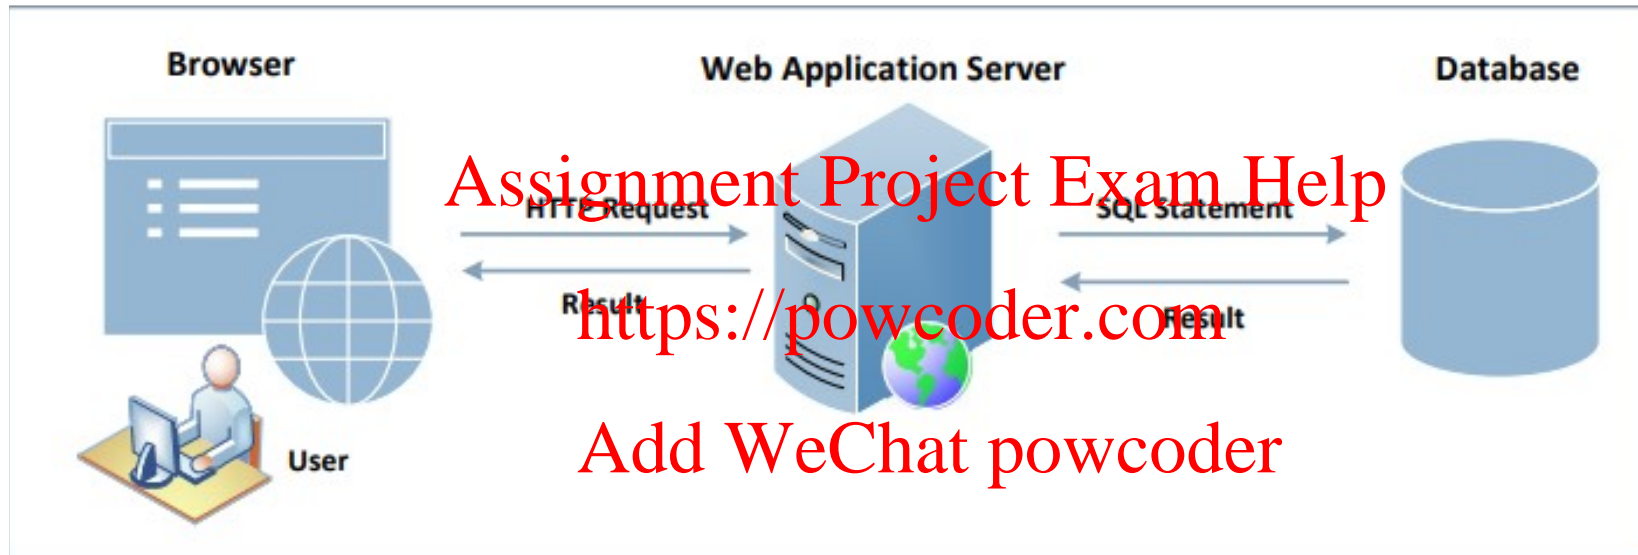 Browser
Web Application Server
Database
Assignment Project Exam Help
HTTP Request
SQL Statement
https://powcoder.com
Result
Result
Add WeChat powcoder
User